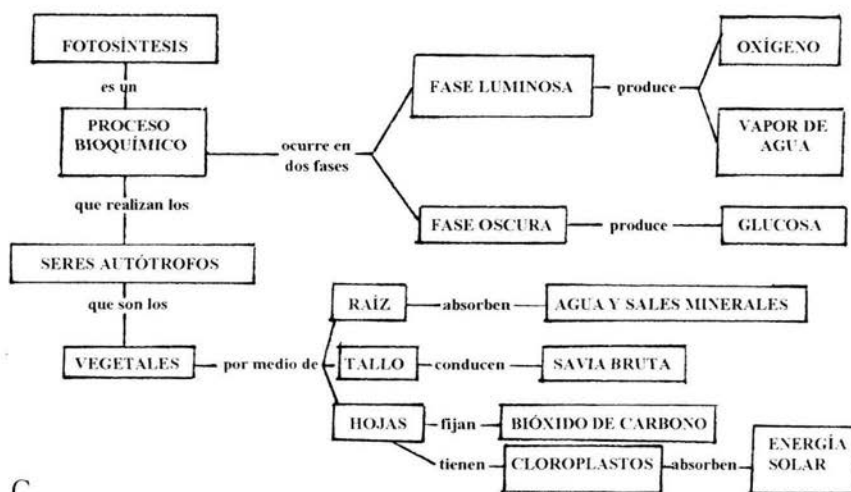 FOTOSÍNTESIS
es un
PROCESO
BIOQUÍMICO
ocurre en
dos fases
FASE LUMINOSA
produce
OXÍGENO
VAPOR DE
AGUA
FASE OSCURA
produce
GLUCOSA
que realizan los
SERES AUTÓTROFOS
que son los
VEGETALES
por medio de
RAÍZ
absorben
AGUA Y SALES MINERALES
TALLO
conducen
SAVIA BRUTA
HOJAS
fijan
BIÓXIDO DE CARBONO
tienen
CLOROPLASTOS
absorben
ENERGÍA
SOLAR
C